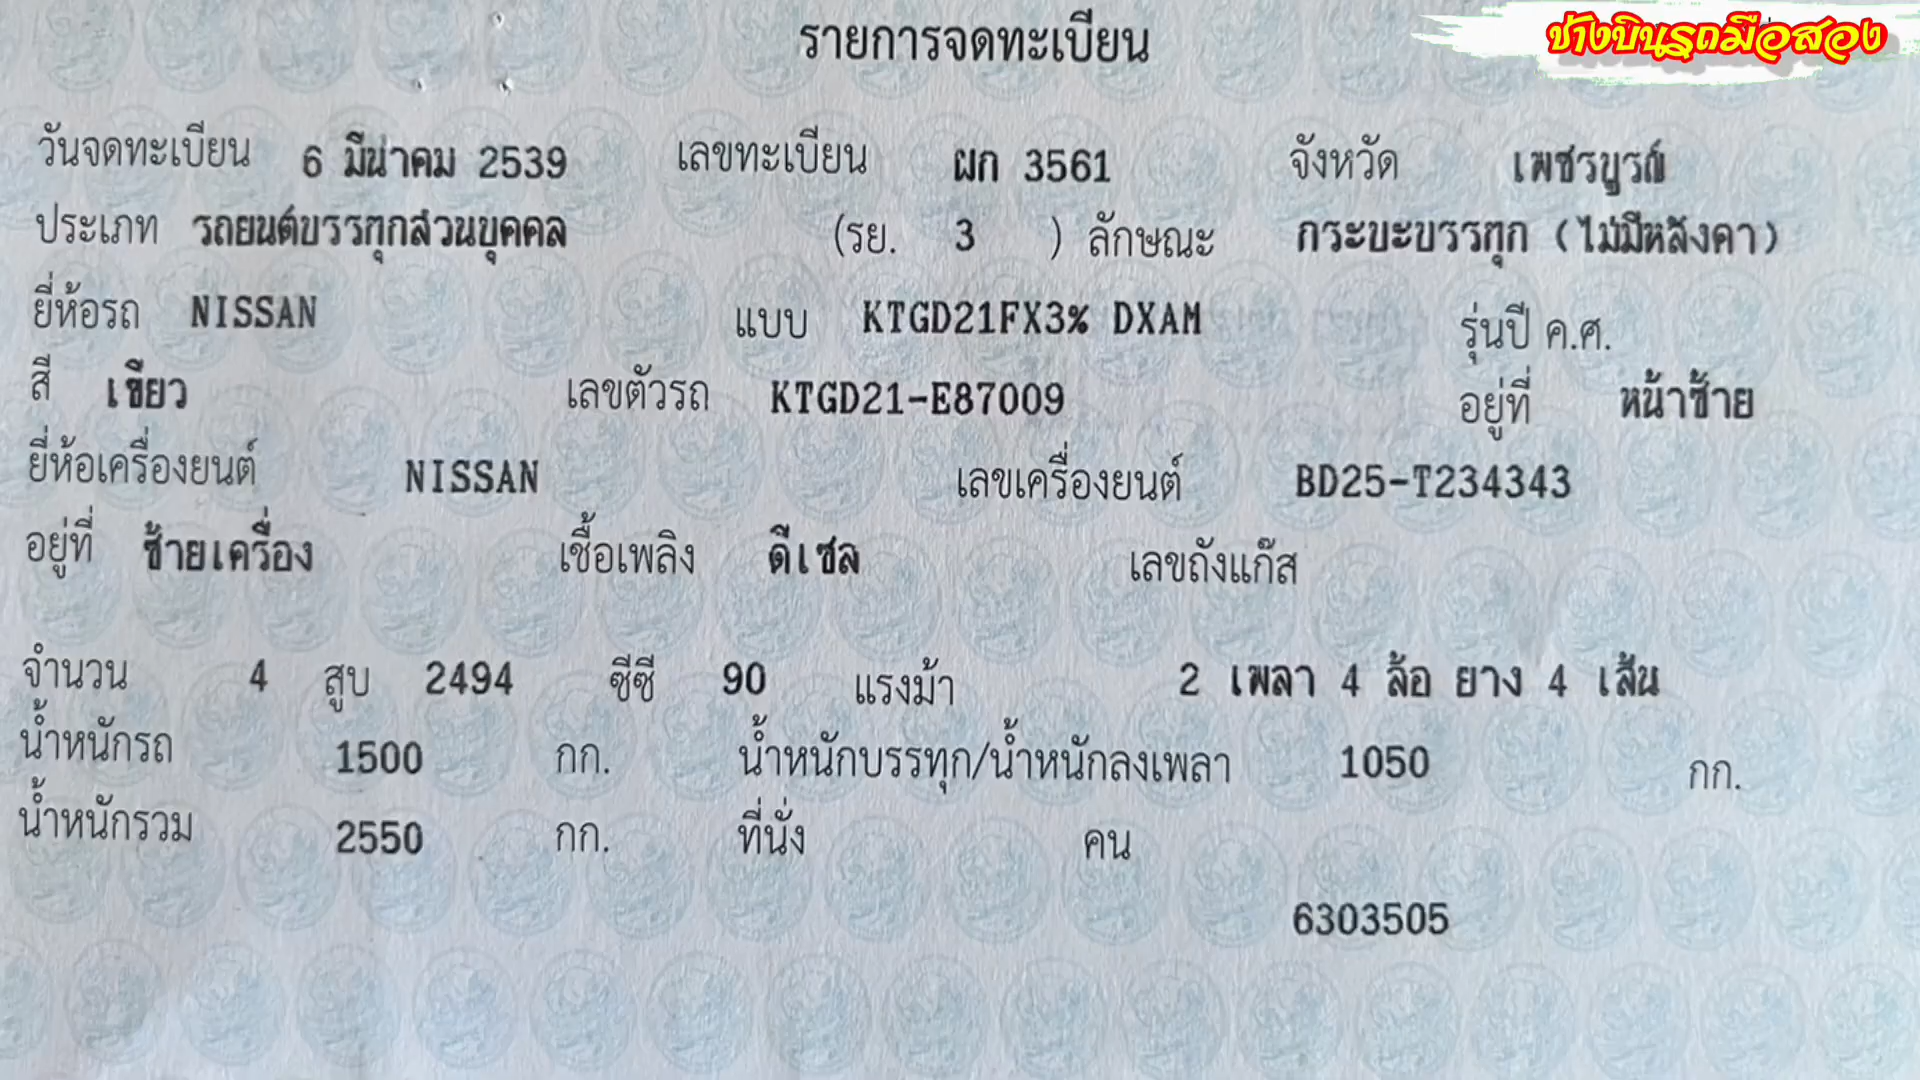 รายการจดทะเบียน
ช้างบินรถมือสอง
วันจดทะเบียน 6 มีนาคม 2539 เลขทะเบียน ผก 3561 จังหวัด เพชรบูรณ์
ประเภท รถยนต์บรรทุกส่วนบุคคล (รย. 3 ) ลักษณะ กระบะบรรทุก (ไม่มีหลังคา)
ยี่ห้อรถ NISSAN แบบ KTGD21FX3% DXAM รุ่นปี ค.ศ.
สี เขียว เลขตัวรถ KTGD21-E87009 อยู่ที่ หน้าซ้าย
ยี่ห้อเครื่องยนต์ NISSAN เลขเครื่องยนต์ BD25-T234343
อยู่ที่ ซ้ายเครื่อง เชื้อเพลิง ดีเซล เลขถังแก๊ส
จำนวน 4 สูบ 2494 ซีซี 90 แรงม้า 2 เพลา 4 ล้อ ยาง 4 เส้น
น้ำหนักรถ 1500 กก. น้ำหนักบรรทุก/น้ำหนักลงเพลา 1050 กก.
น้ำหนักรวม 2550 กก. ที่นั่ง คน
6303505